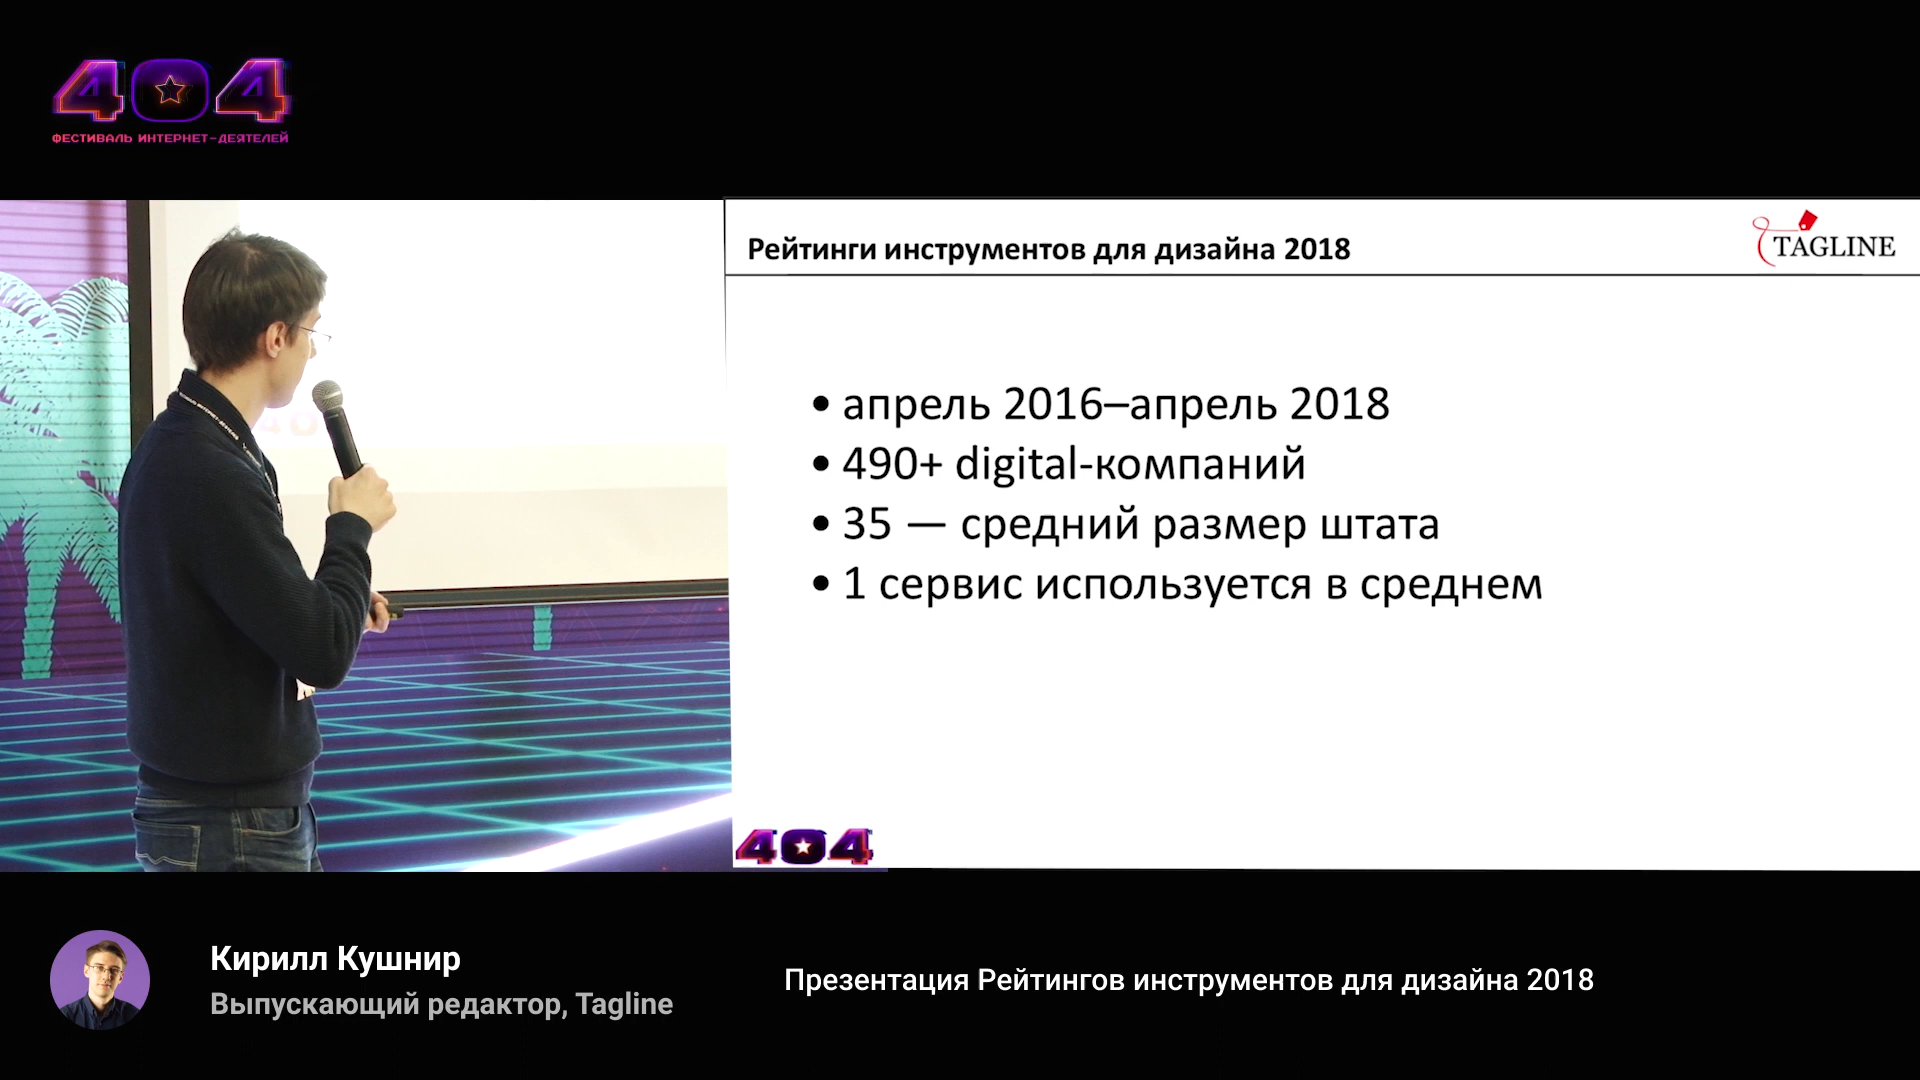 404
ФЕСТИВАЛЬ ИНТЕРНЕТ-ДЕЯТЕЛЕЙ
Рейтинги инструментов для дизайна 2018
TAGLINE
• апрель 2016–апрель 2018
• 490+ digital-компаний
• 35 — средний размер штата
• 1 сервис используется в среднем
404
Кирилл Кушнир
Выпускающий редактор, Tagline
Презентация Рейтингов инструментов для дизайна 2018